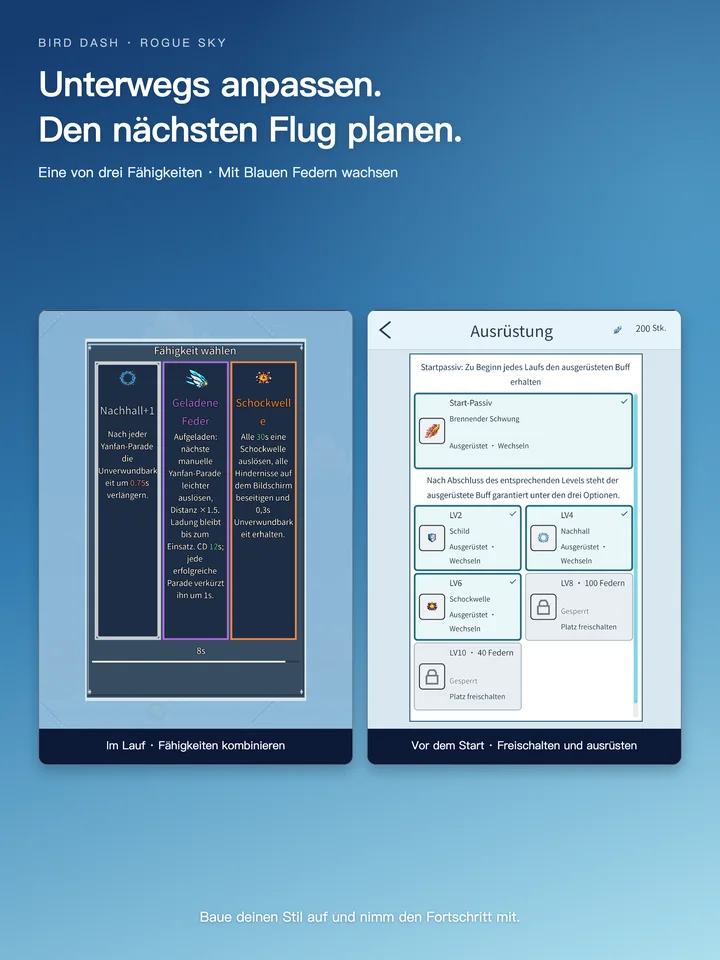 BIRD DASH · ROGUE SKY
Unterwegs anpassen.
Den nächsten Flug planen.
Eine von drei Fähigkeiten · Mit Blauen Federn wachsen
Fähigkeit wählen
Nachhall+1
Nach jeder
Yanfan-Parade
die
Unverwundbark
eit um 0.75s
verlängern.
Geladene
Feder
Aufgeladen:
nächste
manuelle
Yanfan-Parade
leichter
auslösen,
Distanz ×1.5.
Ladung bleibt
bis zum
Einsatz. CD 12s;
jede
erfolgreiche
Parade verkürzt
ihn um 1s.
Schockwell
e
Alle 30s eine
Schockwelle
auslösen, alle
Hindernisse auf
dem Bildschirm
beseitigen und
0,3s
Unverwundbark
eit erhalten.
8s
Im Lauf · Fähigkeiten kombinieren
Ausrüstung
200 Stk.
Startpassiv: Zu Beginn jedes Laufs den ausgerüsteten Buff
erhalten
Start-Passiv
Brennender Schwung
Ausgerüstet · Wechseln
Nach Abschluss des entsprechenden Levels steht der
ausgerüstete Buff garantiert unter den drei Optionen.
LV2
Schild
Ausgerüstet ·
Wechseln
LV4
Nachhall
Ausgerüstet ·
Wechseln
LV6
Schockwelle
Ausgerüstet ·
Wechseln
LV8 · 100 Federn
Gesperrt
Platz freischalten
LV10 · 40 Federn
Gesperrt
Platz freischalten
Vor dem Start · Freischalten und ausrüsten
Baue deinen Stil auf und nimm den Fortschritt mit.